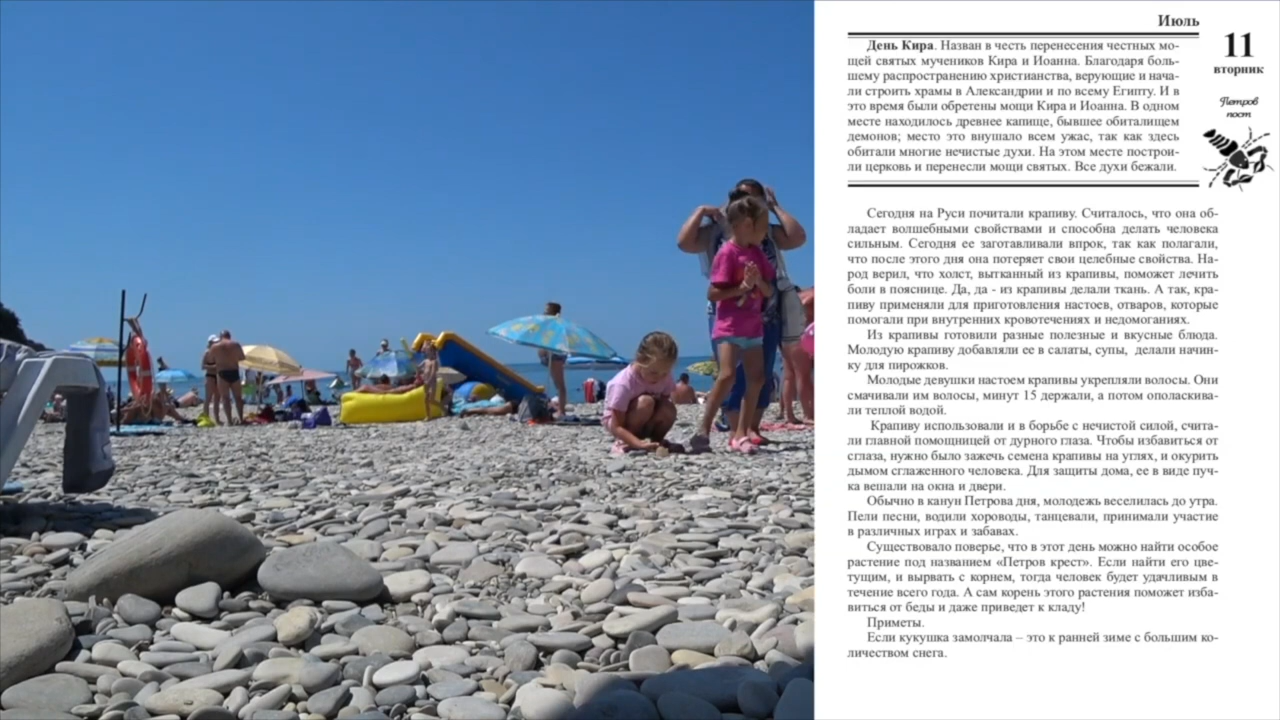 Июль
11
вторник
Петров
пост
День Кира. Назван в честь перенесения честных мо-
щей святых мучеников Кира и Иоанна. Благодаря боль-
шему распространению христианства, верующие и нача-
ли строить храмы в Александрии и по всему Египту. И в
это время были обретены мощи Кира и Иоанна. В одном
месте находилось древнее капище, бывшее обиталищем
демонов; место это внушало всем ужас, так как здесь
обитали многие нечистые духи. На этом месте построи-
ли церковь и перенесли мощи святых. Все духи бежали.
Сегодня на Руси почитали крапиву. Считалось, что она об-
ладает волшебными свойствами и способна делать человека
сильным. Сегодня ее заготавливали впрок, так как полагали,
что после этого дня она потеряет свои целебные свойства. На-
род верил, что холст, вытканный из крапивы, поможет лечить
боли в пояснице. Да, да - из крапивы делали ткань. А так, кра-
пиву применяли для приготовления настоев, отваров, которые
помогали при внутренних кровотечениях и недомоганиях.
Из крапивы готовили разные полезные и вкусные блюда.
Молодую крапиву добавляли ее в салаты, супы, делали начин-
ку для пирожков.
Молодые девушки настоем крапивы укрепляли волосы. Они
смачивали им волосы, минут 15 держали, а потом ополаскива-
ли теплой водой.
Крапиву использовали и в борьбе с нечистой силой, счита-
ли главной помощницей от дурного глаза. Чтобы избавиться от
сглаза, нужно было зажечь семена крапивы на углях, и окурить
дымом сглаженного человека. Для защиты дома, ее в виде пуч-
ка вешали на окна и двери.
Обычно в канун Петрова дня, молодежь веселилась до утра.
Пели песни, водили хороводы, танцевали, принимали участие
в различных играх и забавах.
Существовало поверье, что в этот день можно найти особое
растение под названием «Петров крест». Если найти его цве-
тущим, и вырвать с корнем, тогда человек будет удачливым в
течение всего года. А сам корень этого растения поможет изба-
виться от беды и даже приведет к кладу!
Приметы.
Если кукушка замолчала – это к ранней зиме с большим ко-
личеством снега.